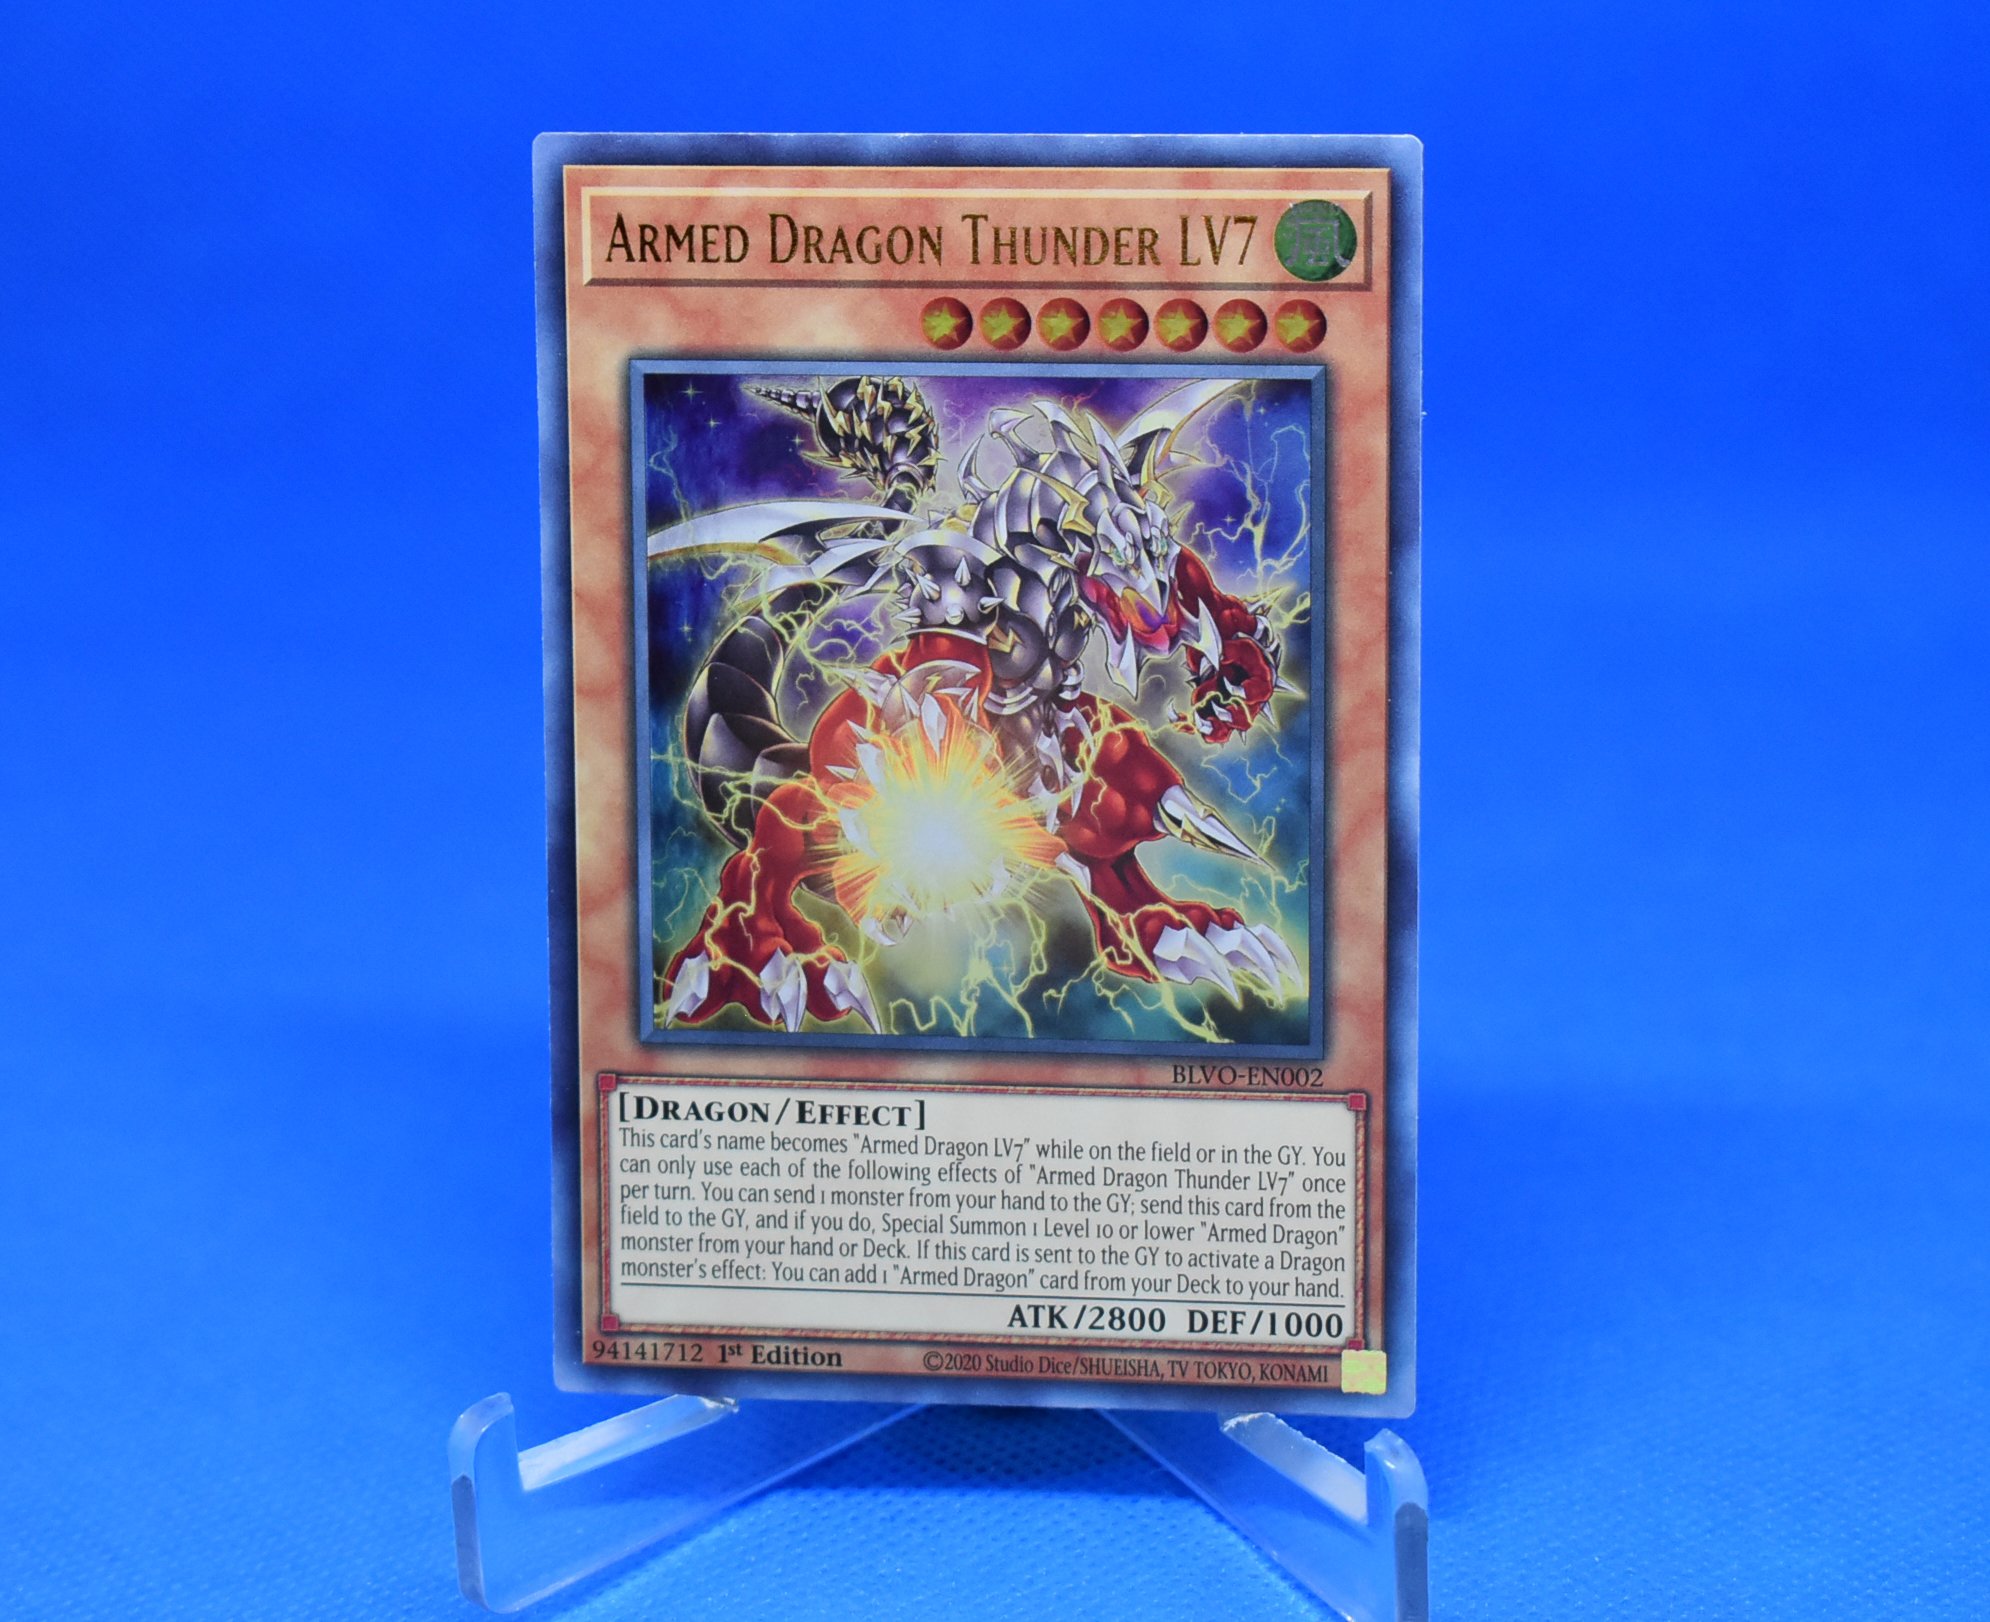 ARMED DRAGON THUNDER LV7
風
BLVO-EN002
[DRAGON/EFFECT]
This card's name becomes "Armed Dragon LV7" while on the field or in the GY. You
can only use each of the following effects of "Armed Dragon Thunder LV7" once
per turn. You can send 1 monster from your hand to the GY; send this card from the
field to the GY, and if you do, Special Summon 1 Level 10 or lower "Armed Dragon"
monster from your hand or Deck. If this card is sent to the GY to activate a Dragon
monster's effect: You can add 1 "Armed Dragon" card from your Deck to your hand.
ATK/2800 DEF/1000
94141712 1st Edition ©2020 Studio Dice/SHUEISHA, TV TOKYO, KONAMI